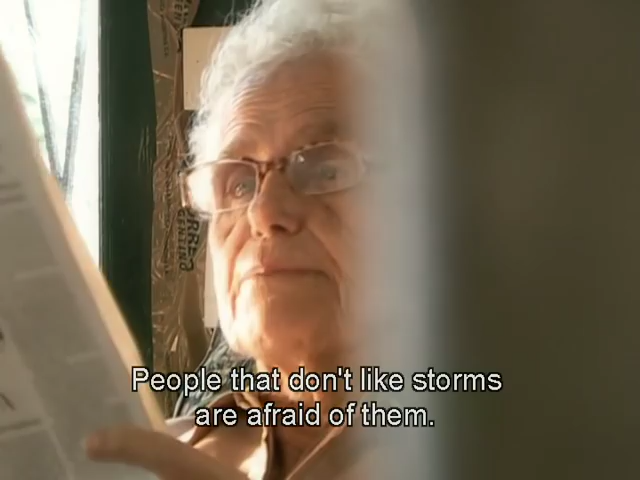 People that don't like storms
are afraid of them.